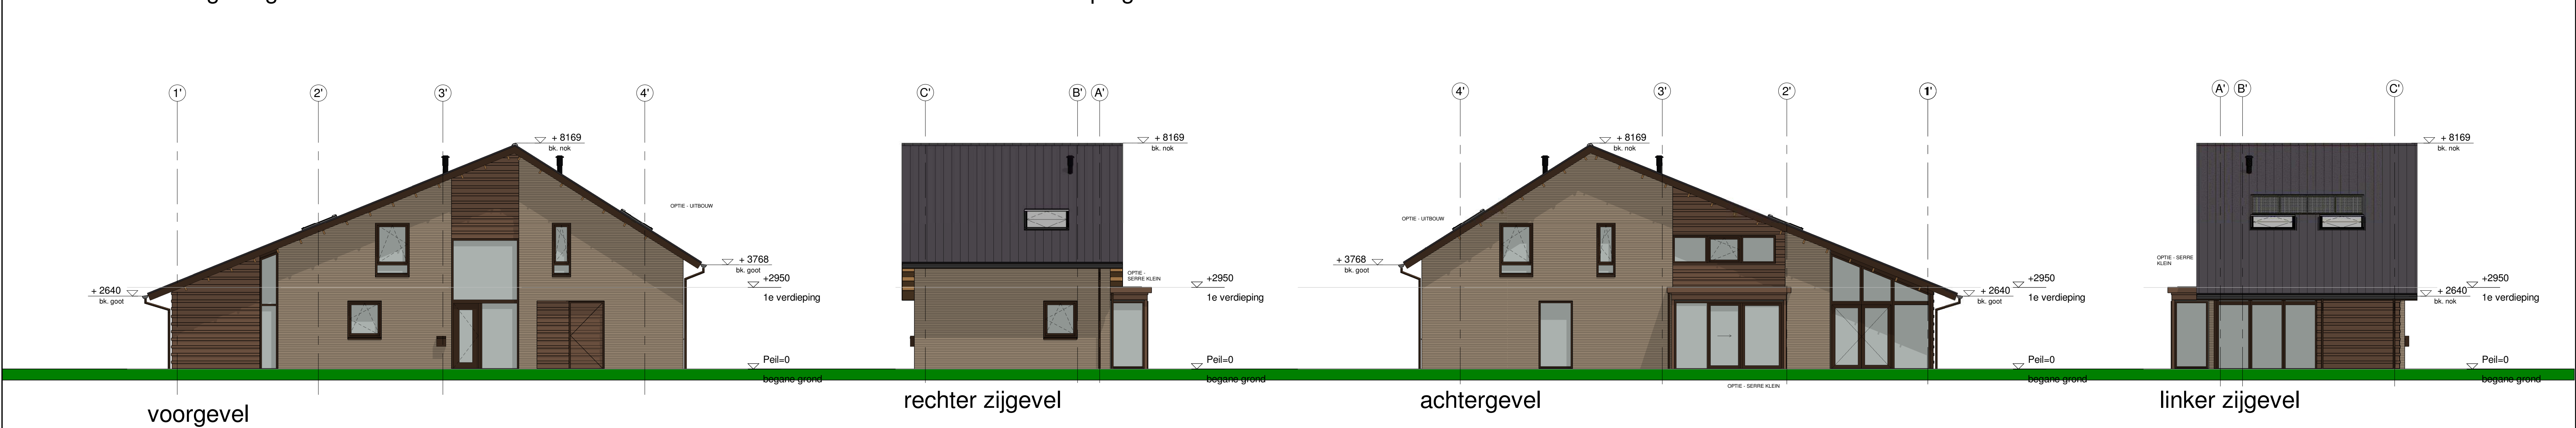 1'
2'
3'
4'
+ 8169
bk. nok
OPTIE - UITBOUW
+ 3768
bk. goot
+2950
1e verdieping
+ 2640
bk. goot
Peil=0
begane grond
voorgevel
C'
B'
A'
+ 8169
bk. nok
OPTIE -
SERRE KLEIN
+2950
1e verdieping
Peil=0
begane grond
rechter zijgevel
4'
3'
2'
1'
+ 8169
bk. nok
OPTIE - UITBOUW
+ 3768
bk. goot
+2950
+ 2640
1e verdieping
bk. goot
Peil=0
begane grond
OPTIE - SERRE KLEIN
achtergevel
A'
B'
C'
+ 8169
bk. nok
OPTIE - SERRE
KLEIN
+2950
+ 2640
1e verdieping
bk. nok
Peil=0
begane grond
linker zijgevel